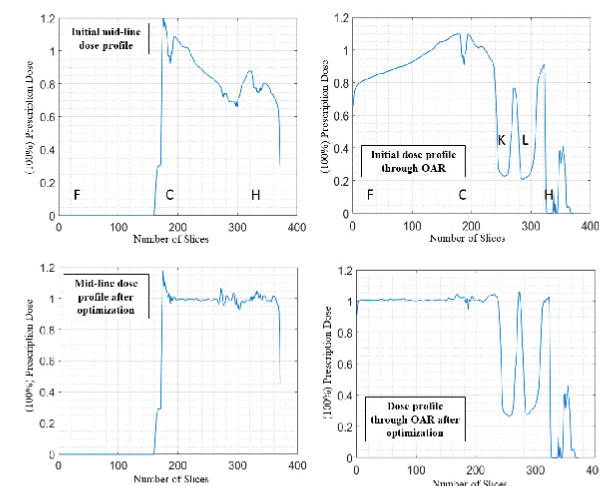 1.2
1
0.8
0.6
0.4
0.2
0
(100%) Prescription Dose
Initial mid-line
dose profile
F
C
H
0
100
200
300
400
Number of Slices
1.2
1
0.8
0.6
0.4
0.2
0
(100%) Prescription Dose
K
L
Initial dose profile
through OAR
F
C
H
0
100
200
300
400
Number of Slices
1.2
1
0.8
0.6
0.4
0.2
0
(100%) Prescription Dose
Mid-line dose
profile after
optimization
0
100
200
300
400
Number of Slices
1.2
1
0.8
0.6
0.4
0.2
0
(100%) Prescription Dose
Dose profile
through OAR after
optimization
0
100
200
300
400
Number of Slices